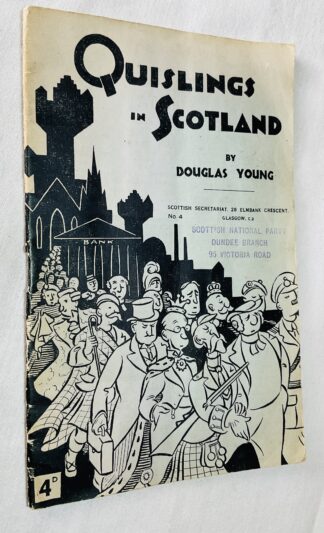 QUISLINGS
IN SCOTLAND
BY
DOUGLAS YOUNG
SCOTTISH SECRETARIAT, 28 ELMBANK CRESCENT,
No. 4 GLASGOW, C.2
SCOTTISH NATIONAL PARTY
DUNDEE BRANCH
95 VICTORIA ROAD
BANK
4D